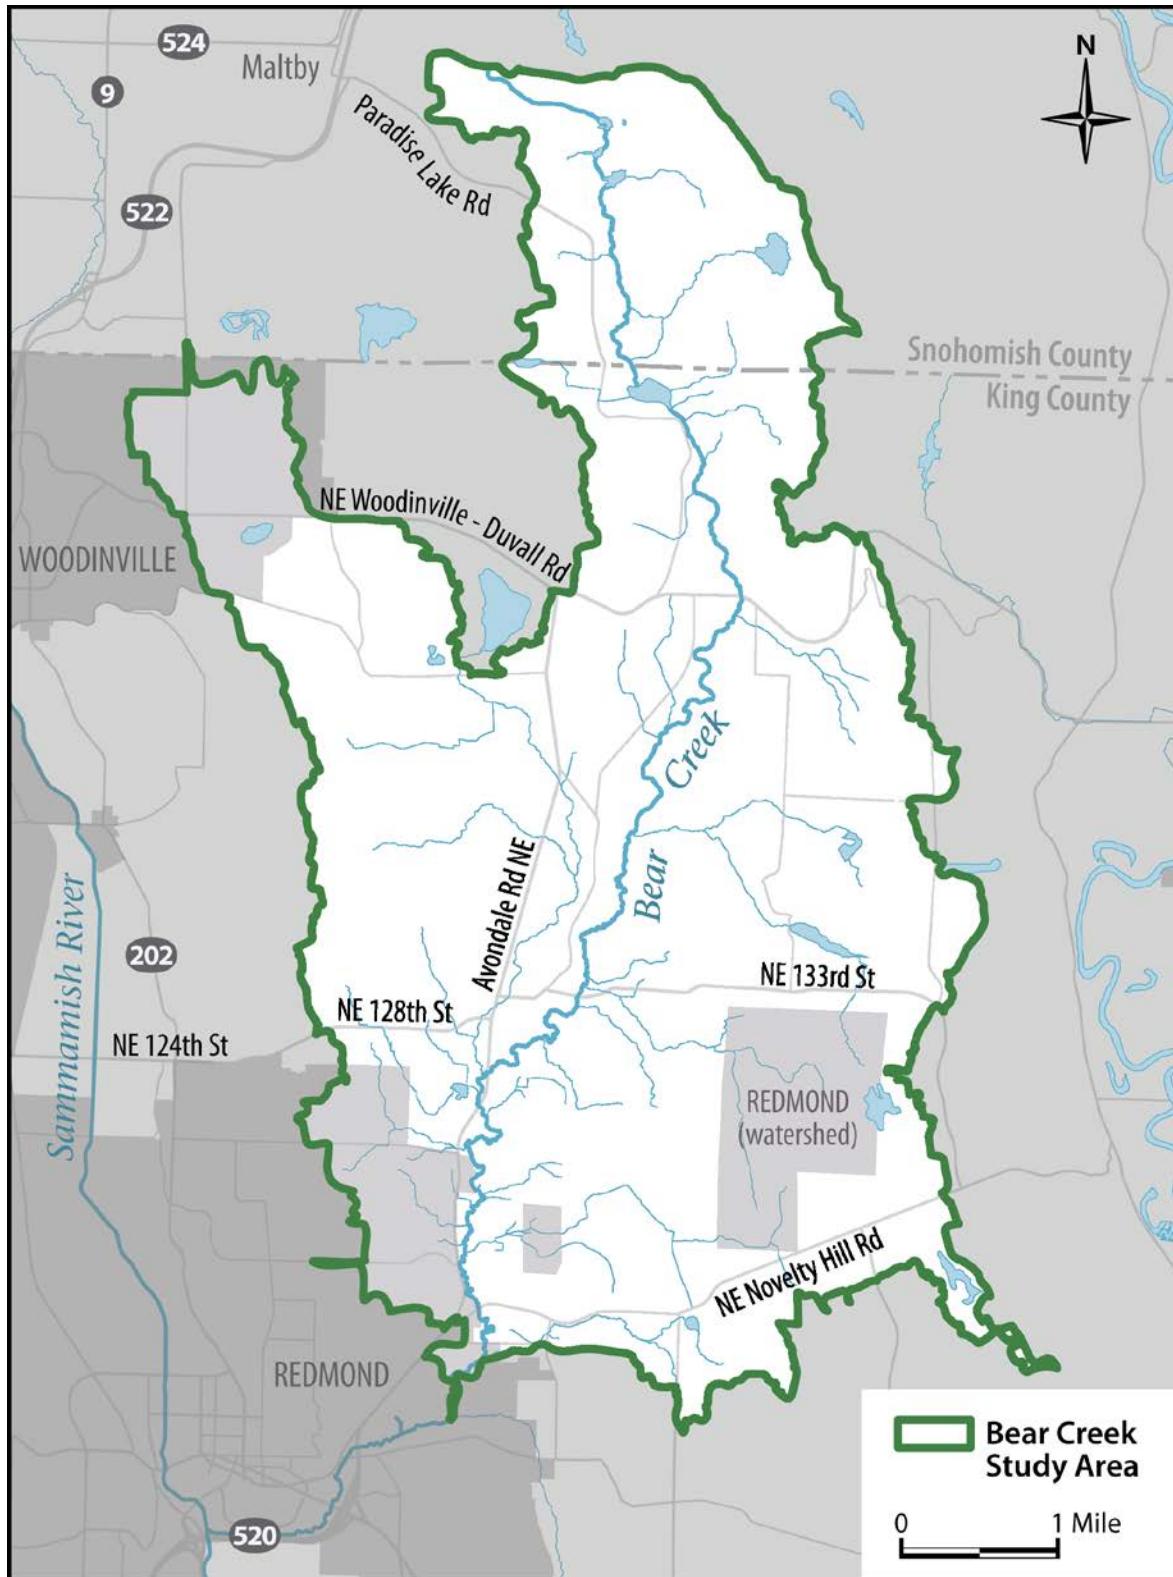 524
Maltby
N
9
Paradise Lake Rd
522
Snohomish County
King County
NE Woodinville - Duvall Rd
WOODINVILLE
Creek
Bear
Avondale Rd NE
Sammamish River
202
NE 133rd St
NE 128th St
NE 124th St
REDMOND
(watershed)
NE Novelty Hill Rd
REDMOND
Bear Creek
Study Area
0 1 Mile
520